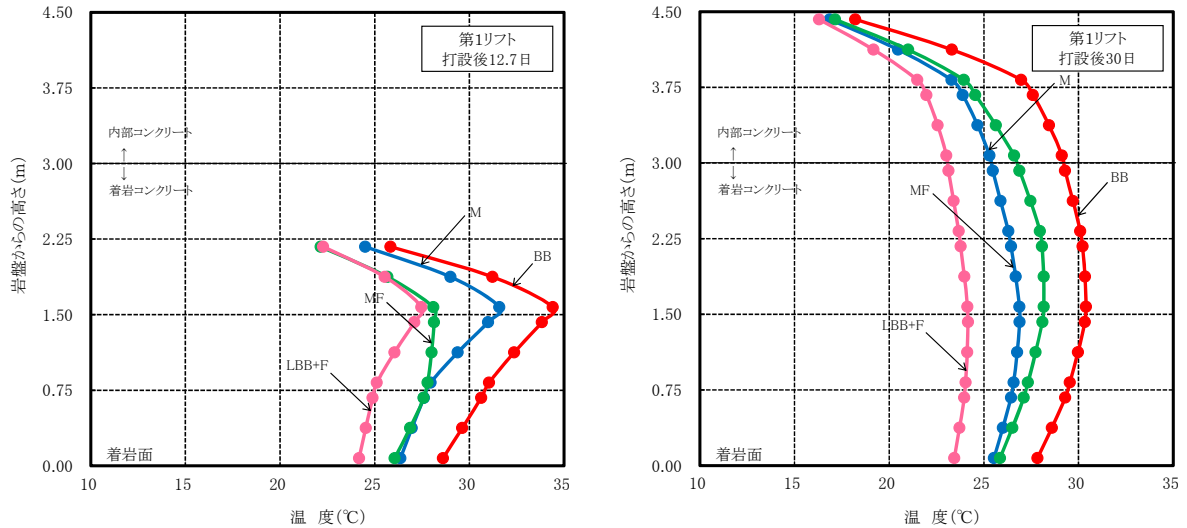 4.50
3.75
3.00
2.25
1.50
0.75
0.00
岩盤からの高さ(m)
第1リフト
打設後12.7日
内部コンクリート
↑
↓
着岩コンクリート
M
BB
MF
LBB+F
着岩面
10
15
20
25
30
35
温 度(℃)
4.50
3.75
3.00
2.25
1.50
0.75
0.00
岩盤からの高さ(m)
第1リフト
打設後30日
M
内部コンクリート
↑
↓
着岩コンクリート
BB
MF
LBB+F
着岩面
10
15
20
25
30
35
温 度(℃)